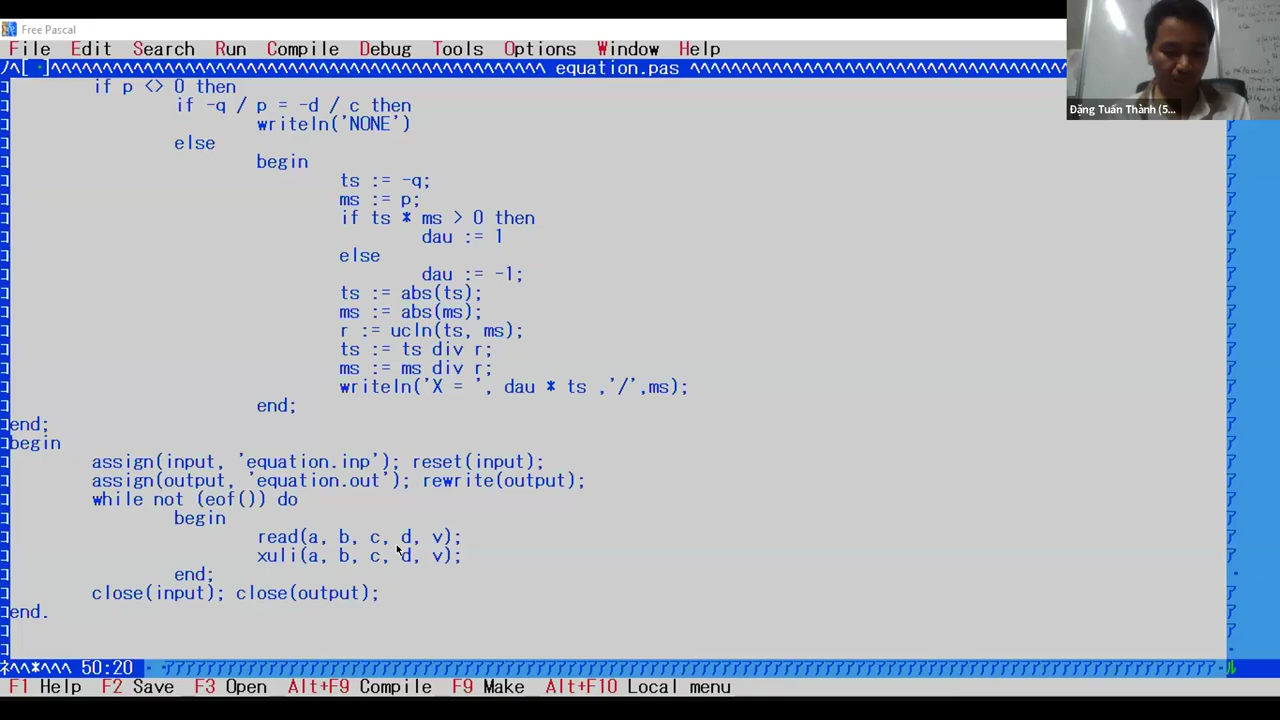 Free Pascal
File Edit Search Run Compile Debug Tools Options Window Help
equation.pas
if p <> 0 then
if -q / p = -d / c then
writeln('NONE')
else
begin
ts := -q;
ms := p;
if ts * ms > 0 then
dau := 1
else
dau := -1;
ts := abs(ts);
ms := abs(ms);
r := ucln(ts, ms);
ts := ts div r;
ms := ms div r;
writeln('X = ', dau * ts ,'/',ms);
end;
end;
begin
assign(input, 'equation.inp'); reset(input);
assign(output, 'equation.out'); rewrite(output);
while not (eof()) do
begin
read(a, b, c, d, v);
xuli(a, b, c, d, v);
end;
close(input); close(output);
end.
50:20
F1 Help F2 Save F3 Open Alt+F9 Compile F9 Make Alt+F10 Local menu
Đặng Tuấn Thành (5...